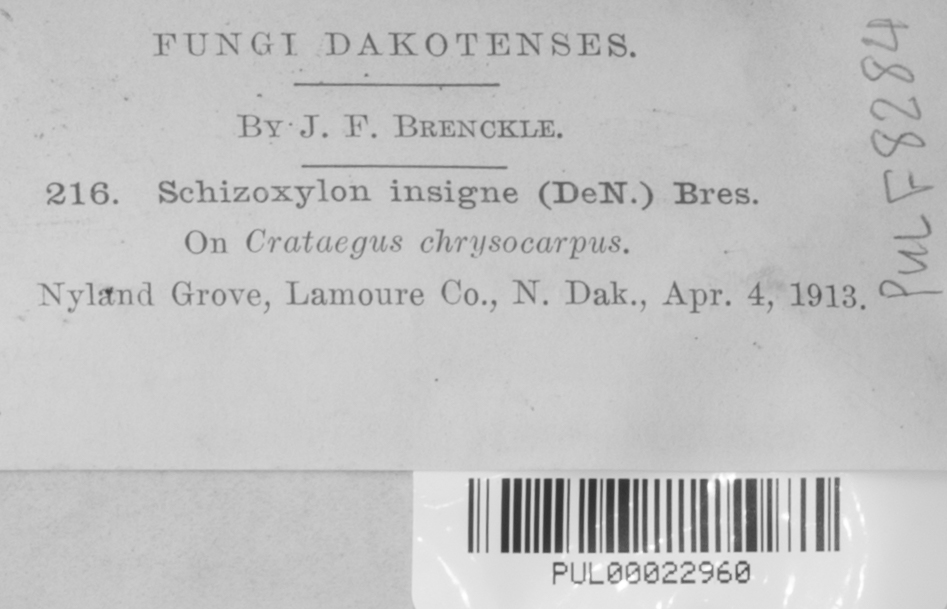 FUNGI DAKOTENSES.
BY J. F. BRENCKLE.
216. Schizoxylon insigne (DeN.) Bres.
On Crataegus chrysocarpus.
Nyland Grove, Lamoure Co., N. Dak., Apr. 4, 1913.
PUL F8284
PUL00022960